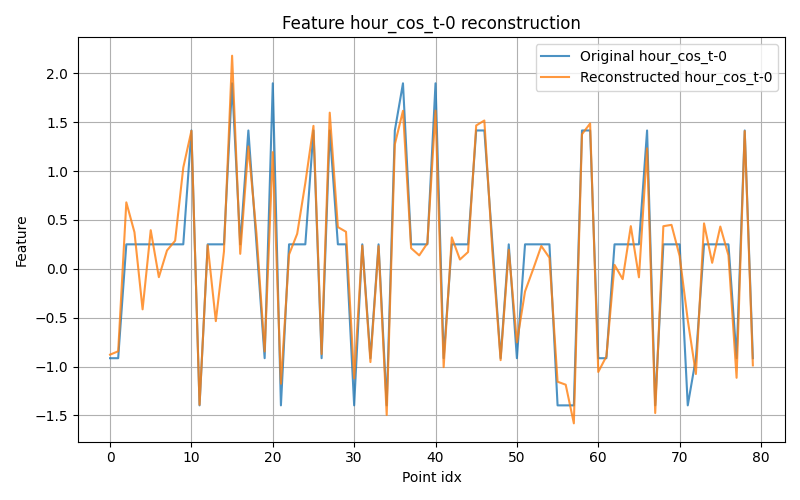 Feature hour_cos_t-0 reconstruction
Original hour_cos_t-0
Reconstructed hour_cos_t-0
Feature
2.0
1.5
1.0
0.5
0.0
−0.5
−1.0
−1.5
0 10 20 30 40 50 60 70 80
Point idx